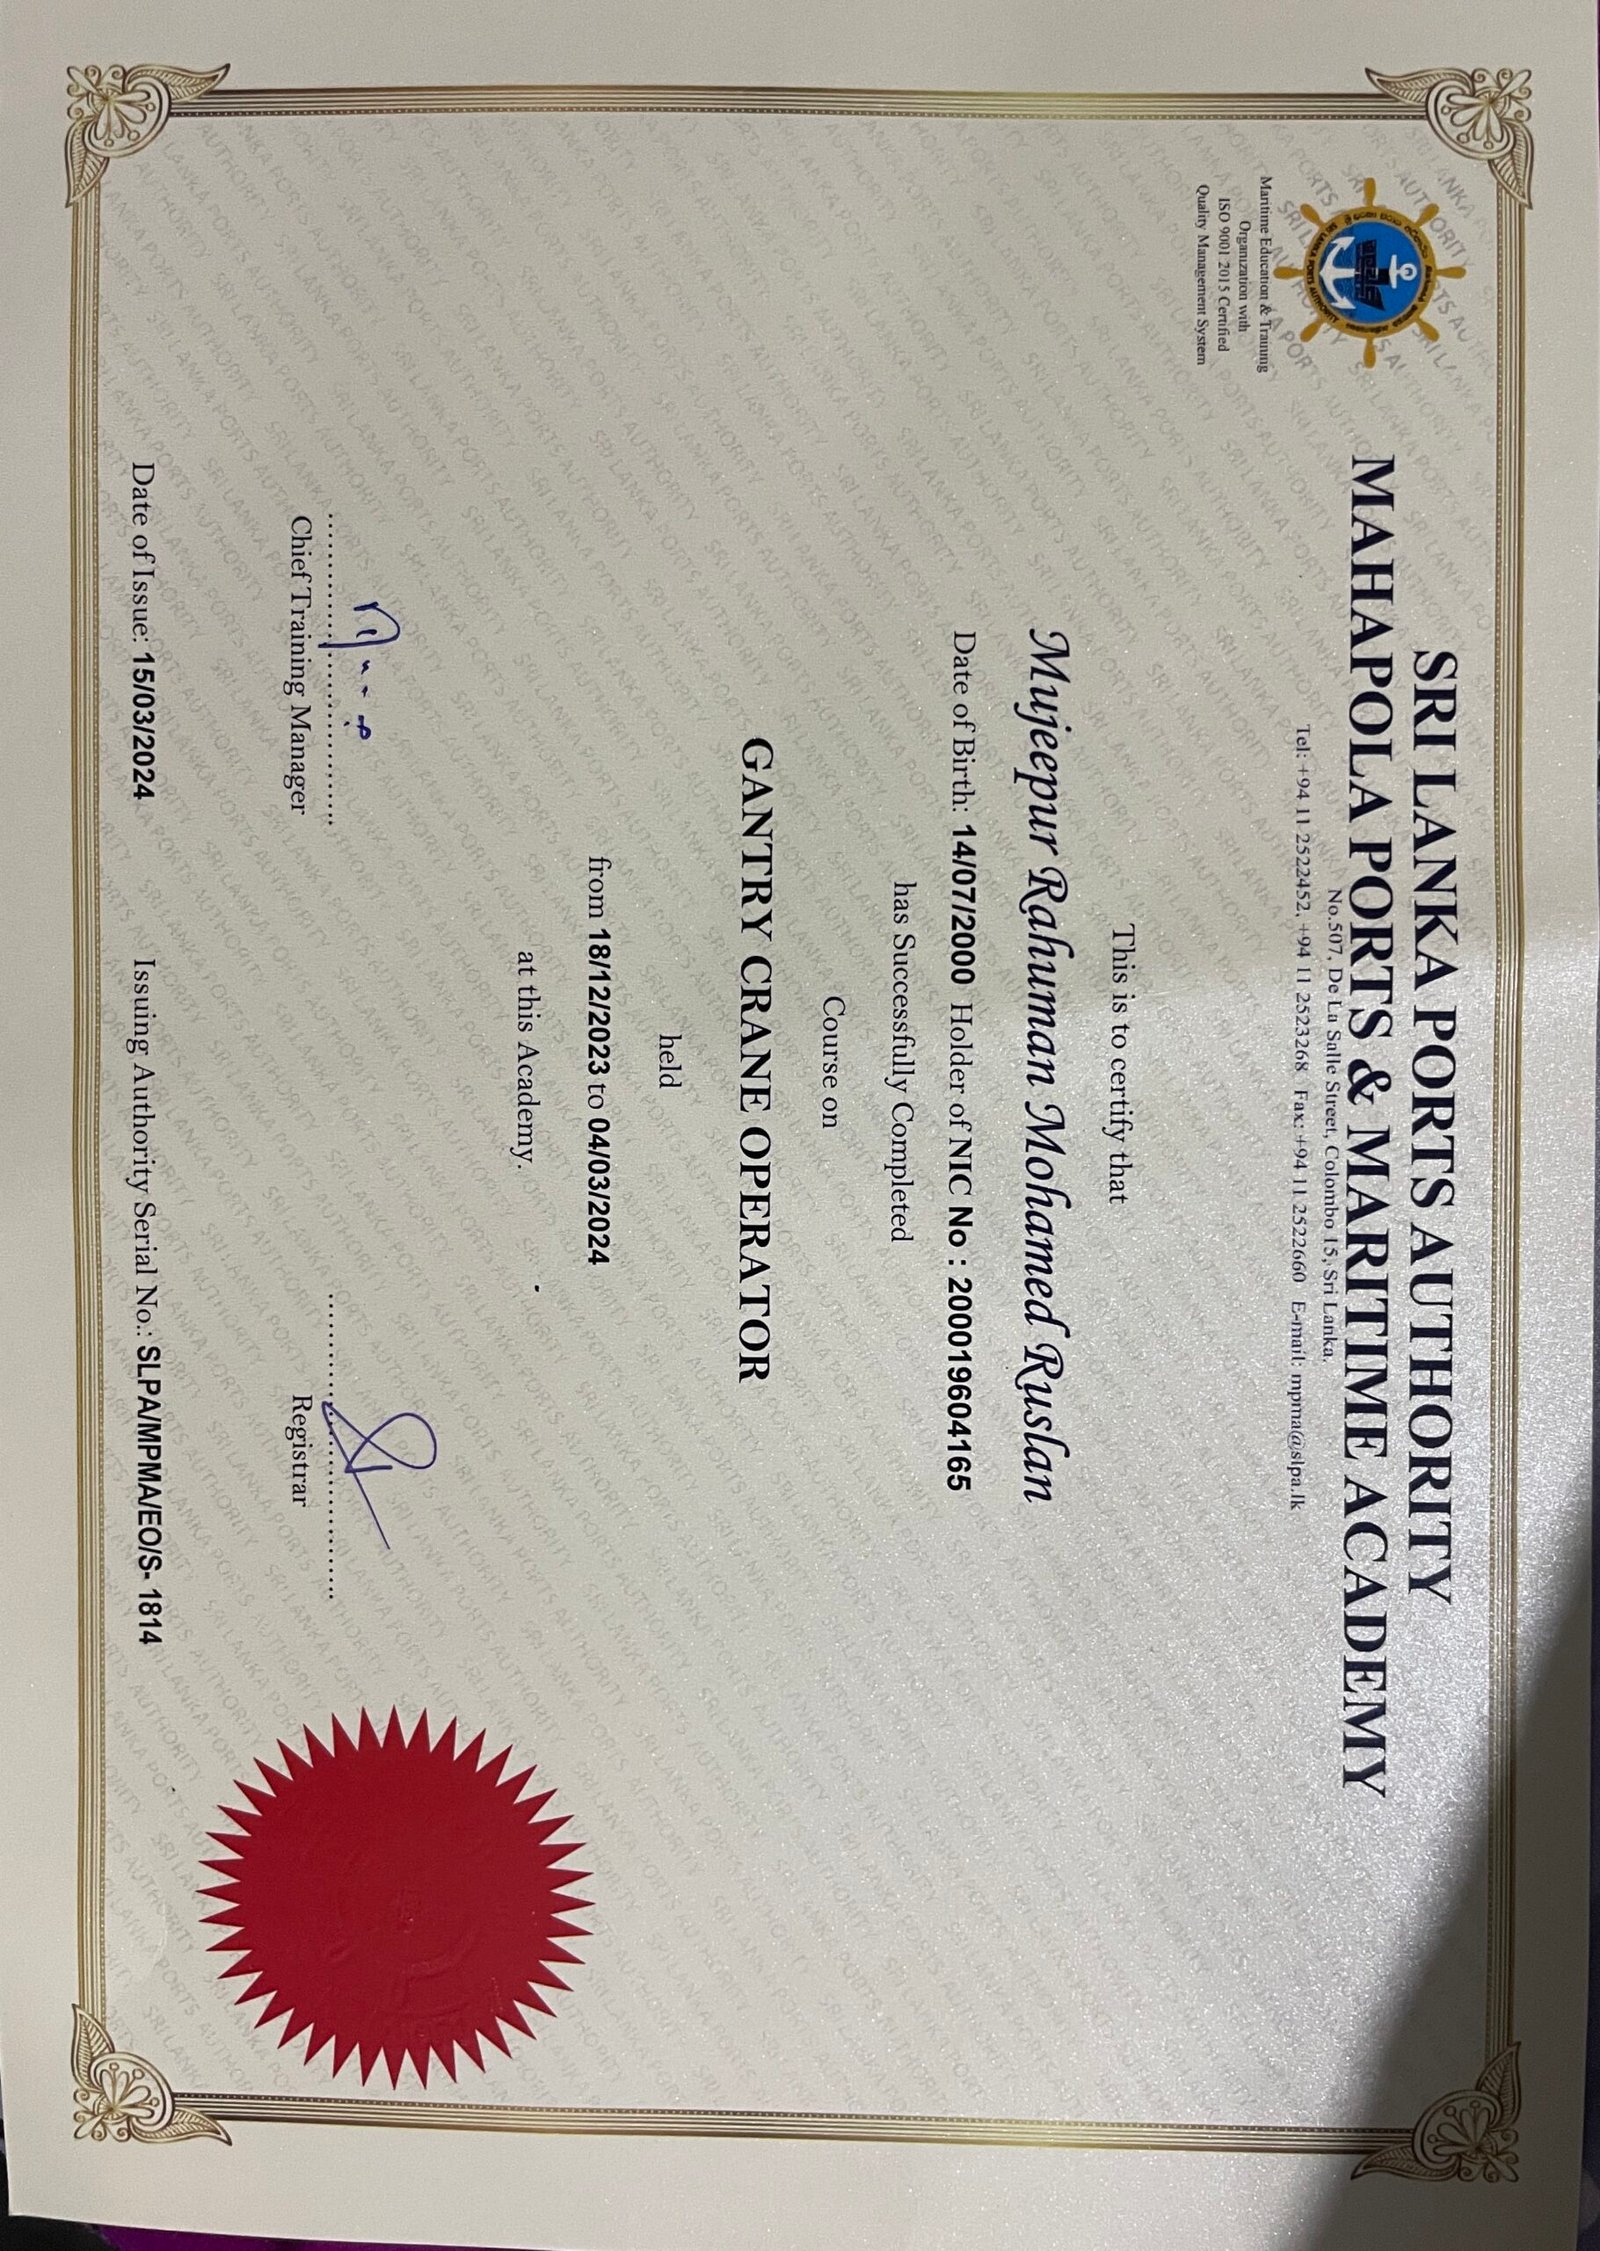 SRI LANKA PORTS AUTHORITY
MAHAPOLA PORTS & MARITIME ACADEMY
No.507, De La Salle Street, Colombo 15, Sri Lanka.
Tel: +94 11 2522452, +94 11 2523268 Fax: +94 11 2522660 E-mail: mpma@slpa.lk
SRI LANKA PORTS AUTHORITY
Maritime Education & Training
Organization with
ISO 9001 2015 Certified
Quality Management System
This is to certify that
Mujeepur Rahuman Mohamed Ruslan
Date of Birth: 14/07/2000 Holder of NIC No : 200019604165
has Successfully Completed
Course on
GANTRY CRANE OPERATOR
held
from 18/12/2023 to 04/03/2024
at this Academy.
Chief Training Manager
Registrar
Date of Issue: 15/03/2024 Issuing Authority Serial No.: SLPA/MPMA/EO/S- 1814